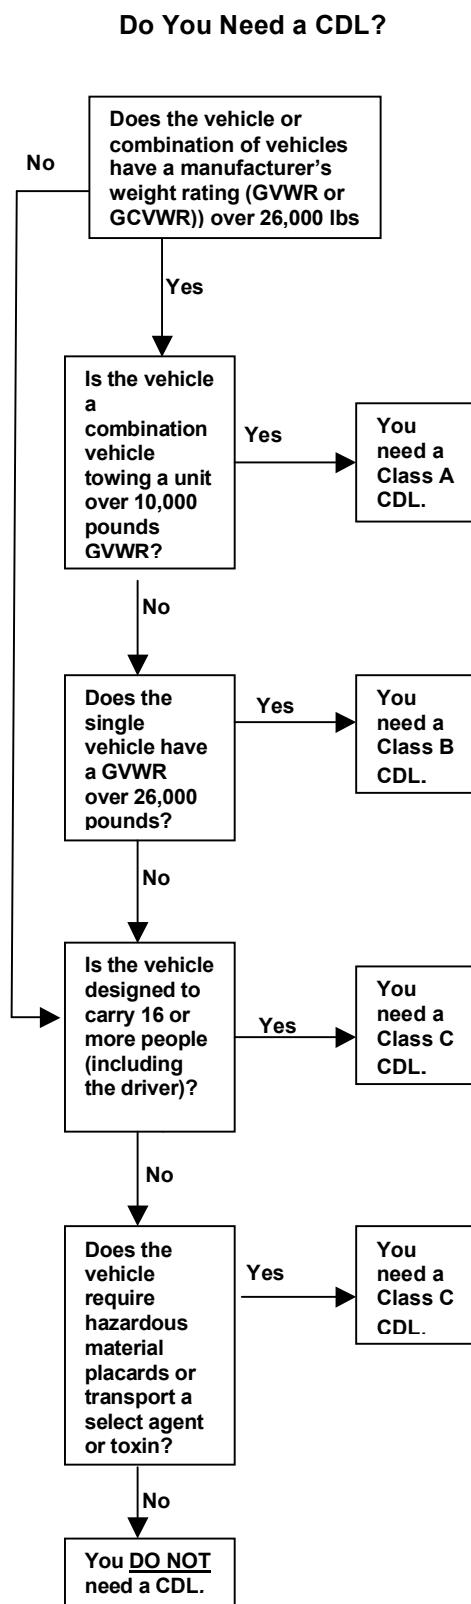 Do You Need a CDL?
Does the vehicle or
combination of vehicles
have a manufacturer's
weight rating (GVWR or
GCVWR)) over 26,000 lbs
No
Yes
Is the vehicle
a
combination
vehicle
towing a unit
over 10,000
pounds
GVWR?
Yes
You
need a
Class A
CDL.
No
Does the
single
vehicle have
a GVWR
over 26,000
pounds?
Yes
You
need a
Class B
CDL.
No
Is the vehicle
designed to
carry 16 or
more people
(including
the driver)?
Yes
You
need a
Class C
CDL.
No
Does the
vehicle
require
hazardous
material
placards or
transport a
select agent
or toxin?
Yes
You
need a
Class C
CDL.
No
You DO NOT
need a CDL.